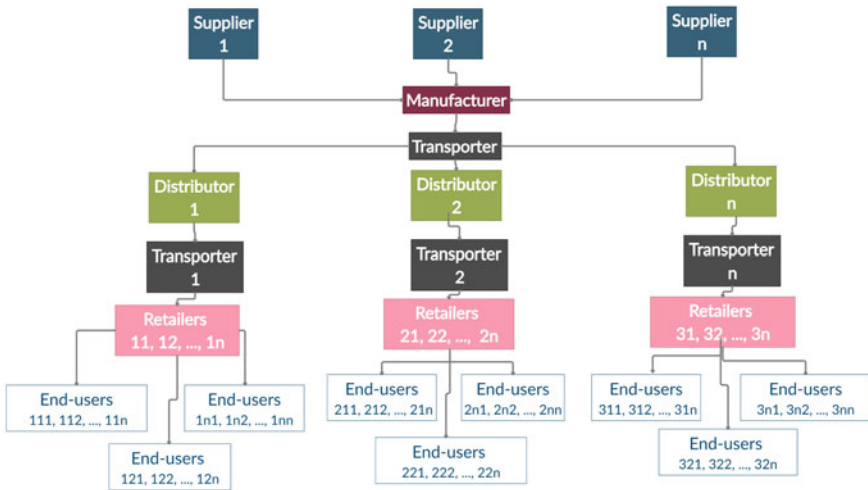 Supplier
1
Supplier
2
Supplier
n
Manufacturer
Transporter
Distributor
1
Distributor
2
Distributor
n
Transporter
1
Transporter
2
Transporter
n
Retailers
11, 12, ..., 1n
Retailers
21, 22, ..., 2n
Retailers
31, 32, ..., 3n
End-users
111, 112, ..., 11n
End-users
1n1, 1n2, ..., 1nn
End-users
211, 212, ..., 21n
End-users
2n1, 2n2, ..., 2nn
End-users
311, 312, ..., 31n
End-users
3n1, 3n2, ..., 3nn
End-users
121, 122, ..., 12n
End-users
221, 222, ..., 22n
End-users
321, 322, ..., 32n